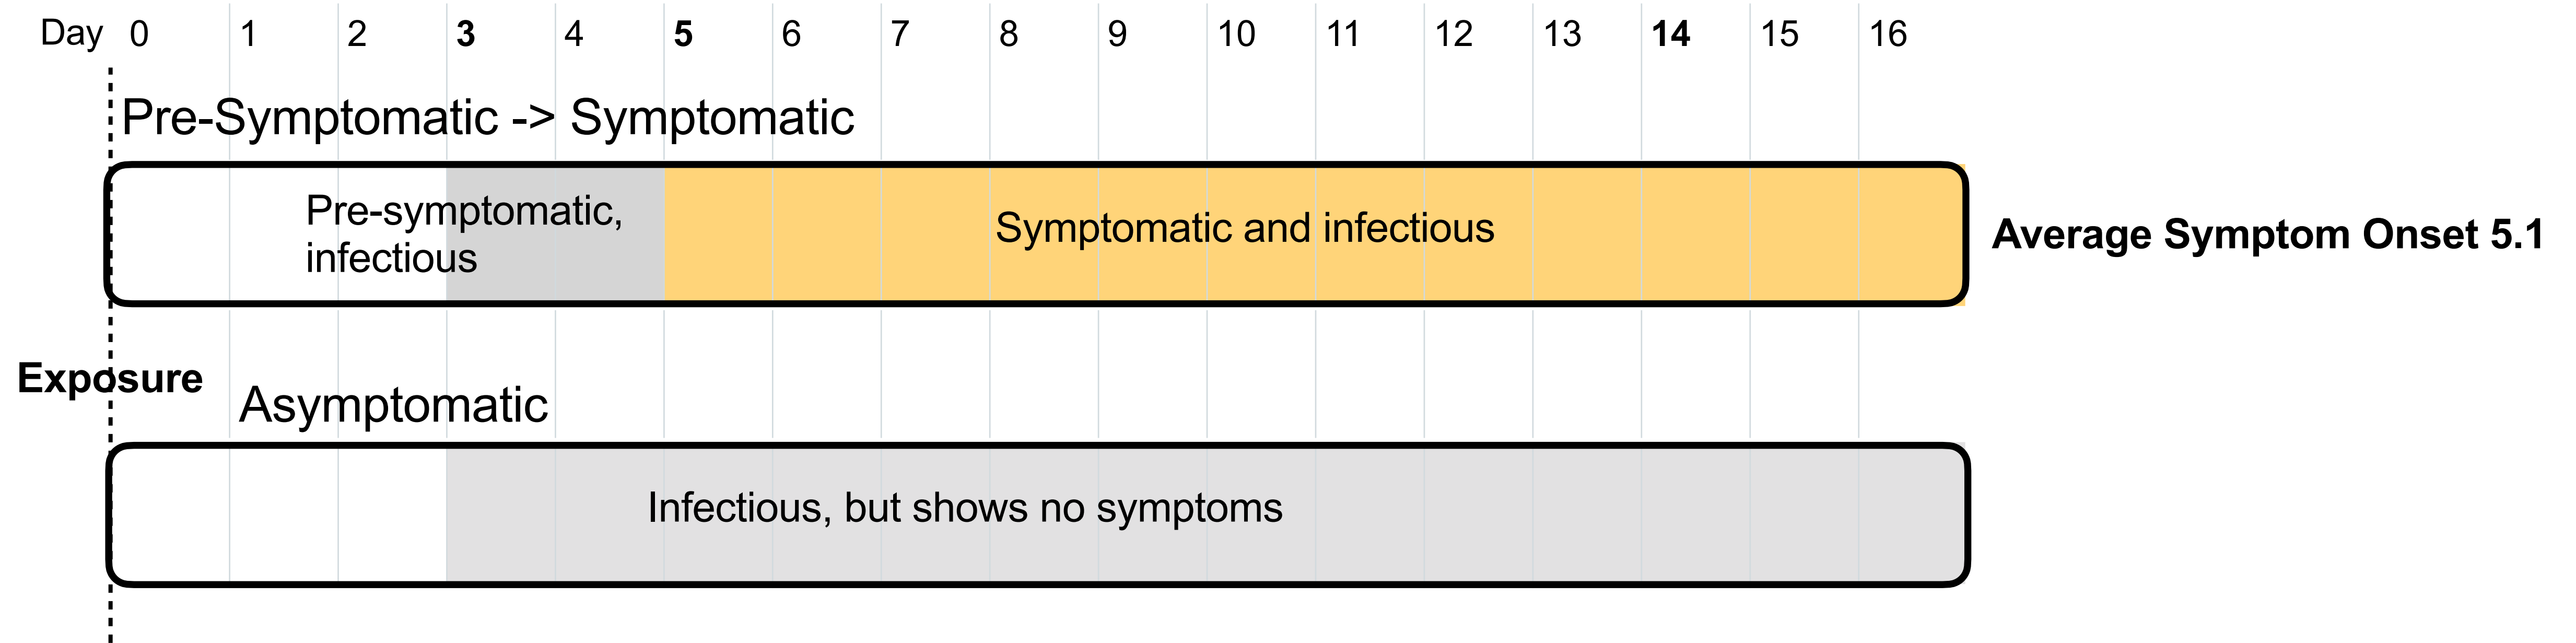 Day 0 1 2 3 4 5 6 7 8 9 10 11 12 13 14 15 16
Pre-Symptomatic -> Symptomatic
Pre-symptomatic,
infectious
Symptomatic and infectious
Average Symptom Onset 5.1
Exposure
Asymptomatic
Infectious, but shows no symptoms